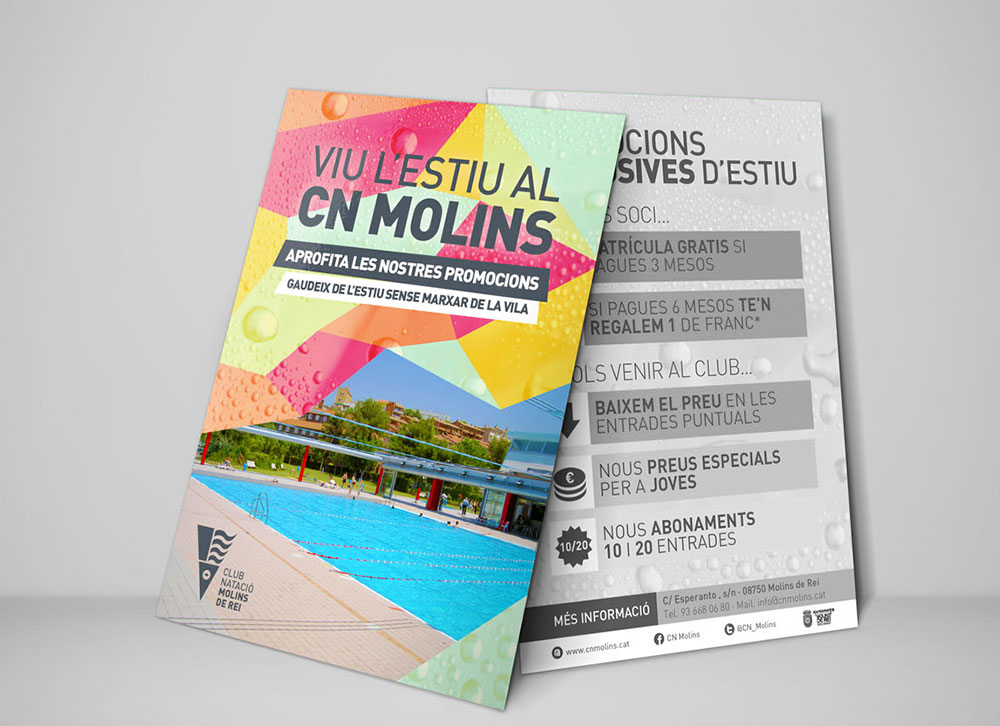 VIU L'ESTIU AL
CN MOLINS
APROFITA LES NOSTRES PROMOCIONS
GAUDEIX DE L'ESTIU SENSE MARXAR DE LA VILA
CLUB
NATACIÓ
MOLINS
DE REI
CIONS
SIVES D'ESTIU
SOCI...
ATRÍCULA GRATIS SI
AGUES 3 MESOS
SI PAGUES 6 MESOS TE'N
REGALEM 1 DE FRANC*
OLS VENIR AL CLUB...
BAIXEM EL PREU EN LES
ENTRADES PUNTUALS
€
NOUS PREUS ESPECIALS
PER A JOVES
10/20
NOUS ABONAMENTS
10 I 20 ENTRADES
MÉS INFORMACIÓ
C/ Esperanto , s/n - 08750 Molins de Rei
Tel. 93 668 06 80 - Mail. info@cnmolins.cat
www.cnmolins.cat
CN Molins
@CN_Molins